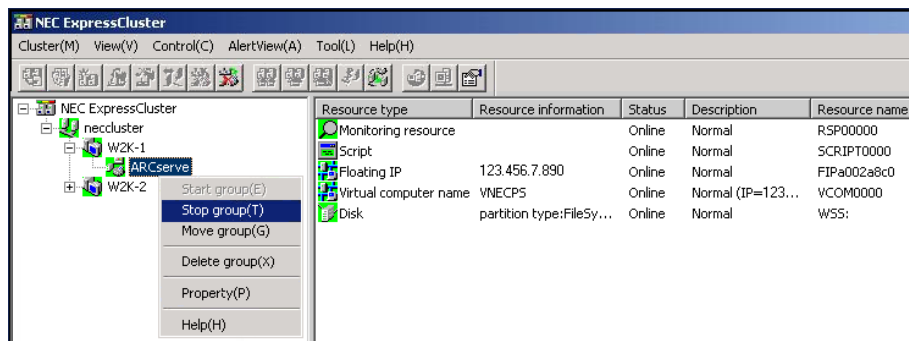 NEC ExpressCluster
Cluster(M) View(V) Control(C) AlertView(A) Tool(L) Help(H)
NEC ExpressCluster
neccluster
W2K-1
ARCserve
W2K-2
Start group(E)
Stop group(T)
Move group(G)
Delete group(X)
Property(P)
Help(H)
Resource type Resource information Status Description Resource name
Monitoring resource Online Normal RSP00000
Script Online Normal SCRIPT0000
Floating IP 123.456.7.890 Online Normal FIPa002a8c0
Virtual computer name VNECPS Online Normal (IP=123... VCOM0000
Disk partition type:FileSy... Online Normal W55: